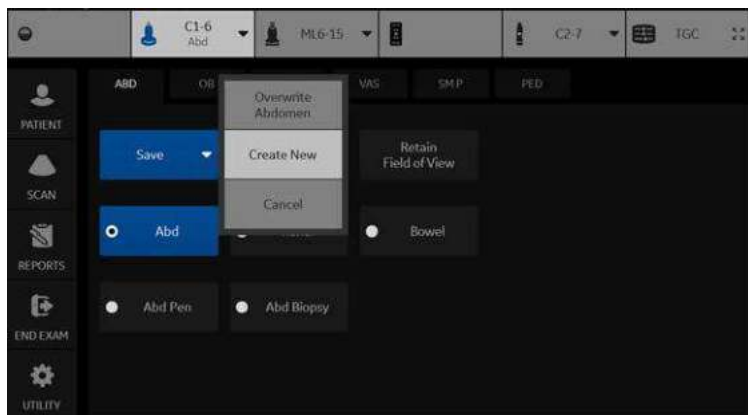 C1-6
Abd
ML6-15
C2-7
TGC
ABD
OB
VAS
SMP
PED
PATIENT
SCAN
REPORTS
END EXAM
UTILITY
Save
Overwrite
Abdomen
Create New
Cancel
Retain
Field of View
Abd
Bowel
Abd Pen
Abd Biopsy